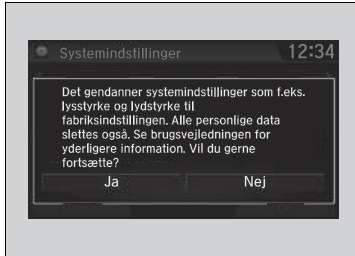 Systemindstillinger
12:34
Det gendanner systemindstillinger som f.eks.
lysstyrke og lydstyrke til
fabriksindstillingen. Alle personlige data
slettes også. Se brugsvejledningen for
yderligere information. Vil du gerne
fortsætte?
Ja
Nej